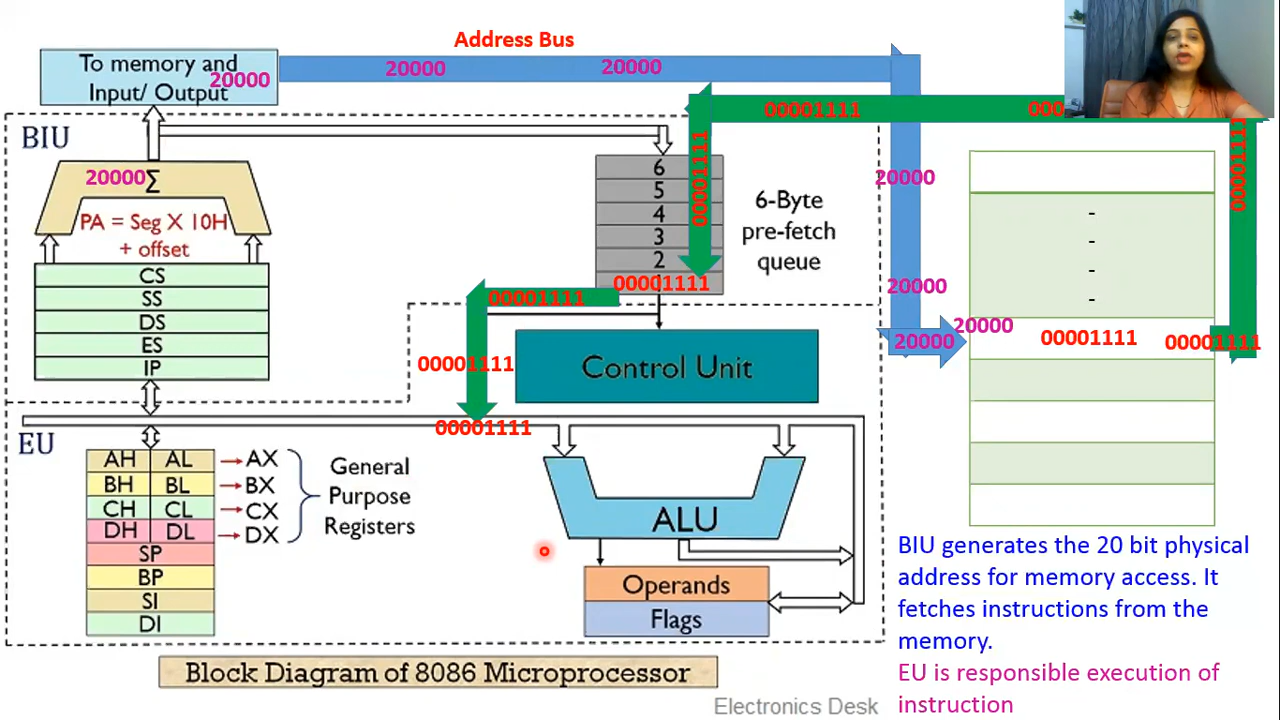 Address Bus
To memory and
Input/ Output
20000
20000
20000
00001111
000
BIU
20000
Σ
PA = Seg X 10H
+ offset
CS
SS
DS
ES
IP
6
5
4
3
2
00001111
00001111
6-Byte
pre-fetch
queue
20000
20000
20000
20000
-
-
-
-
00001111
00001111
00001111
00001111
00001111
00001111
Control Unit
EU
AH AL AX
BH BL BX
CH CL CX
DH DL DX
SP
BP
SI
DI
General
Purpose
Registers
ALU
Operands
Flags
BIU generates the 20 bit physical
address for memory access. It
fetches instructions from the
memory.
EU is responsible execution of
instruction
Block Diagram of 8086 Microprocessor
Electronics Desk